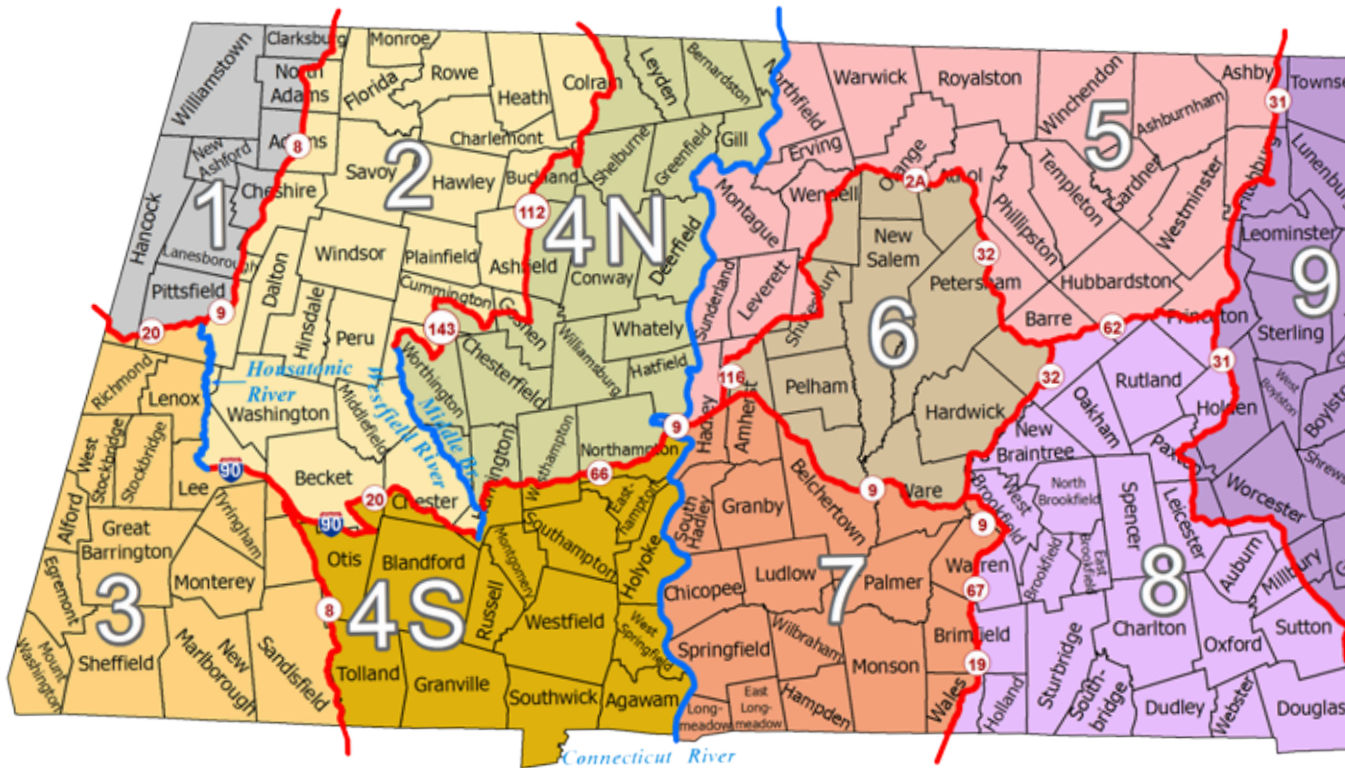 Clarksburg
Monroe
Williamstown
North
Adams
Florida
Rowe
Heath
Colrain
Leyden
Bernardston
Northfield
Warwick
Royalston
Winchendon
Ashburnham
Ashby
31
5
Adams
8
New
Ashford
Charlemont
Shelburne
Greenfield
Gill
Erving
Orange
Athol
2A
Templeton
Gardner
Westminster
Fitchburg
Phillipston
Hancock
1
Cheshire
Savoy
2
Hawley
Buckland
112
4N
Lanesborough
Windsor
Plainfield
Ashfield
Conway
Deerfield
Montague
Wendell
New
Salem
32
Petersham
Hubbardston
Leominster
9
Pittsfield
Dalton
Hinsdale
Peru
Cummington
Goshen
Whately
Sunderland
Leverett
Shutesbury
6
Barre
62
Princeton
Sterling
20
9
143
Chesterfield
Williamsburg
Hatfield
Richmond
Lenox
Housatonic
River
Washington
Middlefield
Worthington
Middle Br.
Westfield River
116
Pelham
Hardwick
32
Rutland
31
Holden
West
Boylston
West
Stockbridge
Stockbridge
Lee
90
Becket
Chester
20
90
Westhampton
Northampton
9
66
Hadley
Amherst
Belchertown
9
Ware
New
Braintree
Oakham
Paxton
Worcester
Alford
Great
Barrington
Tyringham
Monterey
Otis
Blandford
4S
Montgomery
Russell
Southampton
East-
hampton
Holyoke
South
Hadley
Granby
Ludlow
7
Palmer
Warren
9
67
West
Brookfield
North
Brookfield
Brookfield
East
Brookfield
Spencer
Leicester
8
Auburn
Millbury
Egremont
3
8
Westfield
West
Springfield
Chicopee
Springfield
Wilbraham
Monson
Brimfield
19
Sturbridge
Charlton
Oxford
Sutton
Mount
Washington
Sheffield
New
Marlborough
Sandisfield
Tolland
Granville
Southwick
Agawam
Long-
meadow
East
Long-
meadow
Hampden
Wales
Holland
South-
bridge
Dudley
Webster
Douglas
Connecticut River